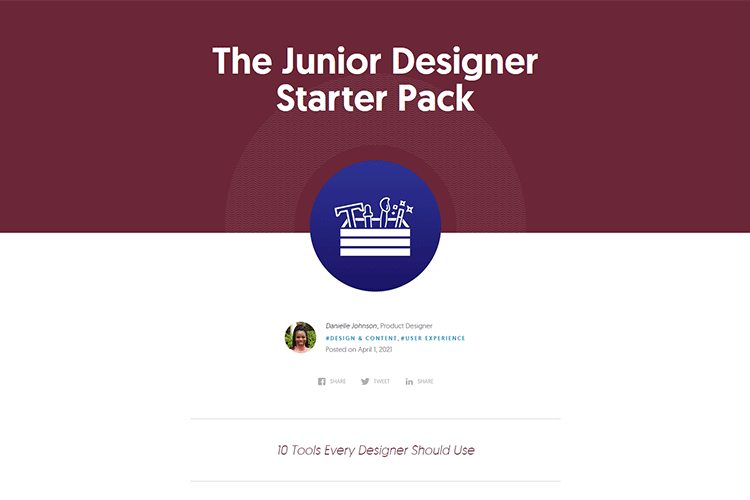 The Junior Designer
Starter Pack
Danielle Johnson, Product Designer
#DESIGN & CONTENT, #USER EXPERIENCE
Posted on April 1, 2021
SHARE TWEET SHARE
10 Tools Every Designer Should Use